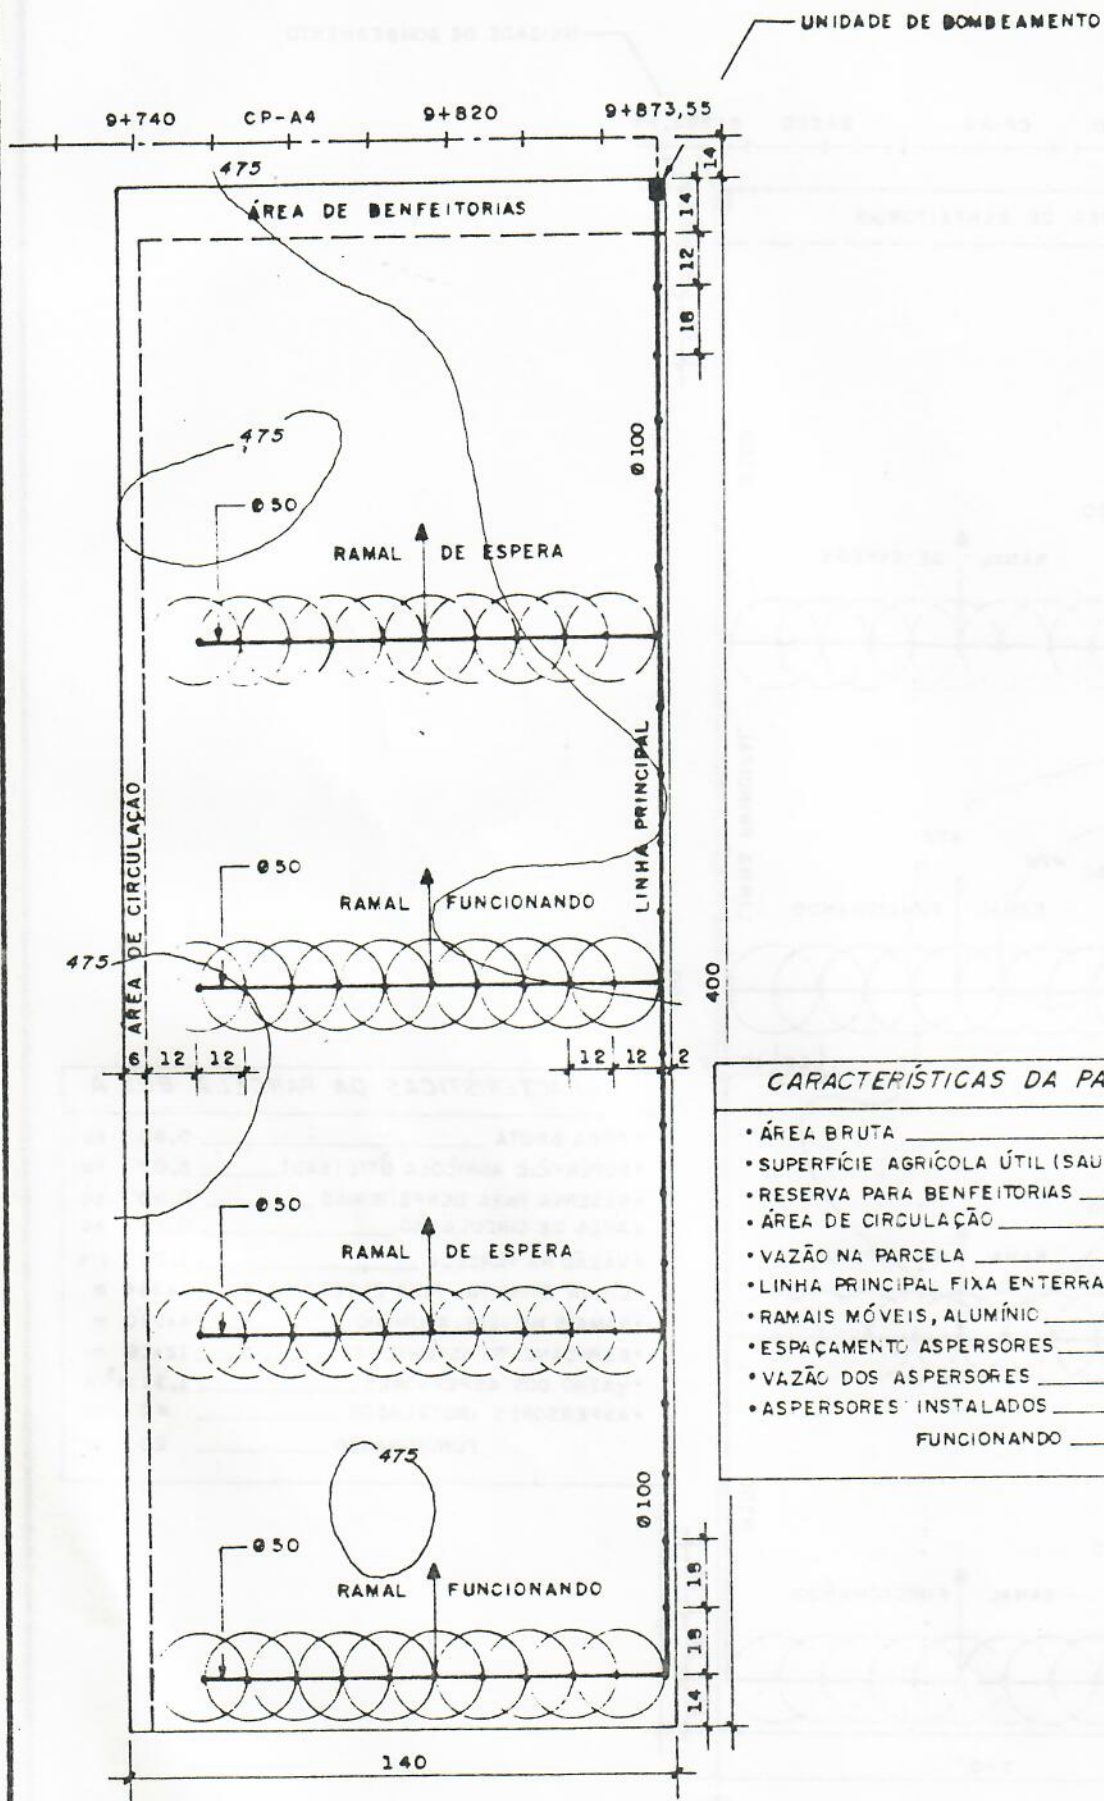 UNIDADE DE BOMBEAMENTO
9+740 CP-A4 9+820 9+873,55
14
475
ÁREA DE BENFEITORIAS
14
12
18
Ø100
475
Ø50
RAMAL DE ESPERA
LINHA PRINCIPAL
ÁREA DE CIRCULAÇÃO
Ø50
RAMAL FUNCIONANDO
475
400
6 12 12 12 12 2
CARACTERÍSTICAS DA PA
• ÁREA BRUTA
• SUPERFÍCIE AGRÍCOLA ÚTIL (SAU
• RESERVA PARA BENFEITORIAS
• ÁREA DE CIRCULAÇÃO
• VAZÃO NA PARCELA
• LINHA PRINCIPAL FIXA ENTERRA
• RAMAIS MÓVEIS, ALUMÍNIO
• ESPAÇAMENTO ASPERSORES
• VAZÃO DOS ASPERSORES
• ASPERSORES INSTALADOS
FUNCIONANDO
Ø50
RAMAL DE ESPERA
475
Ø100
Ø50
RAMAL FUNCIONANDO
18
18
14
140